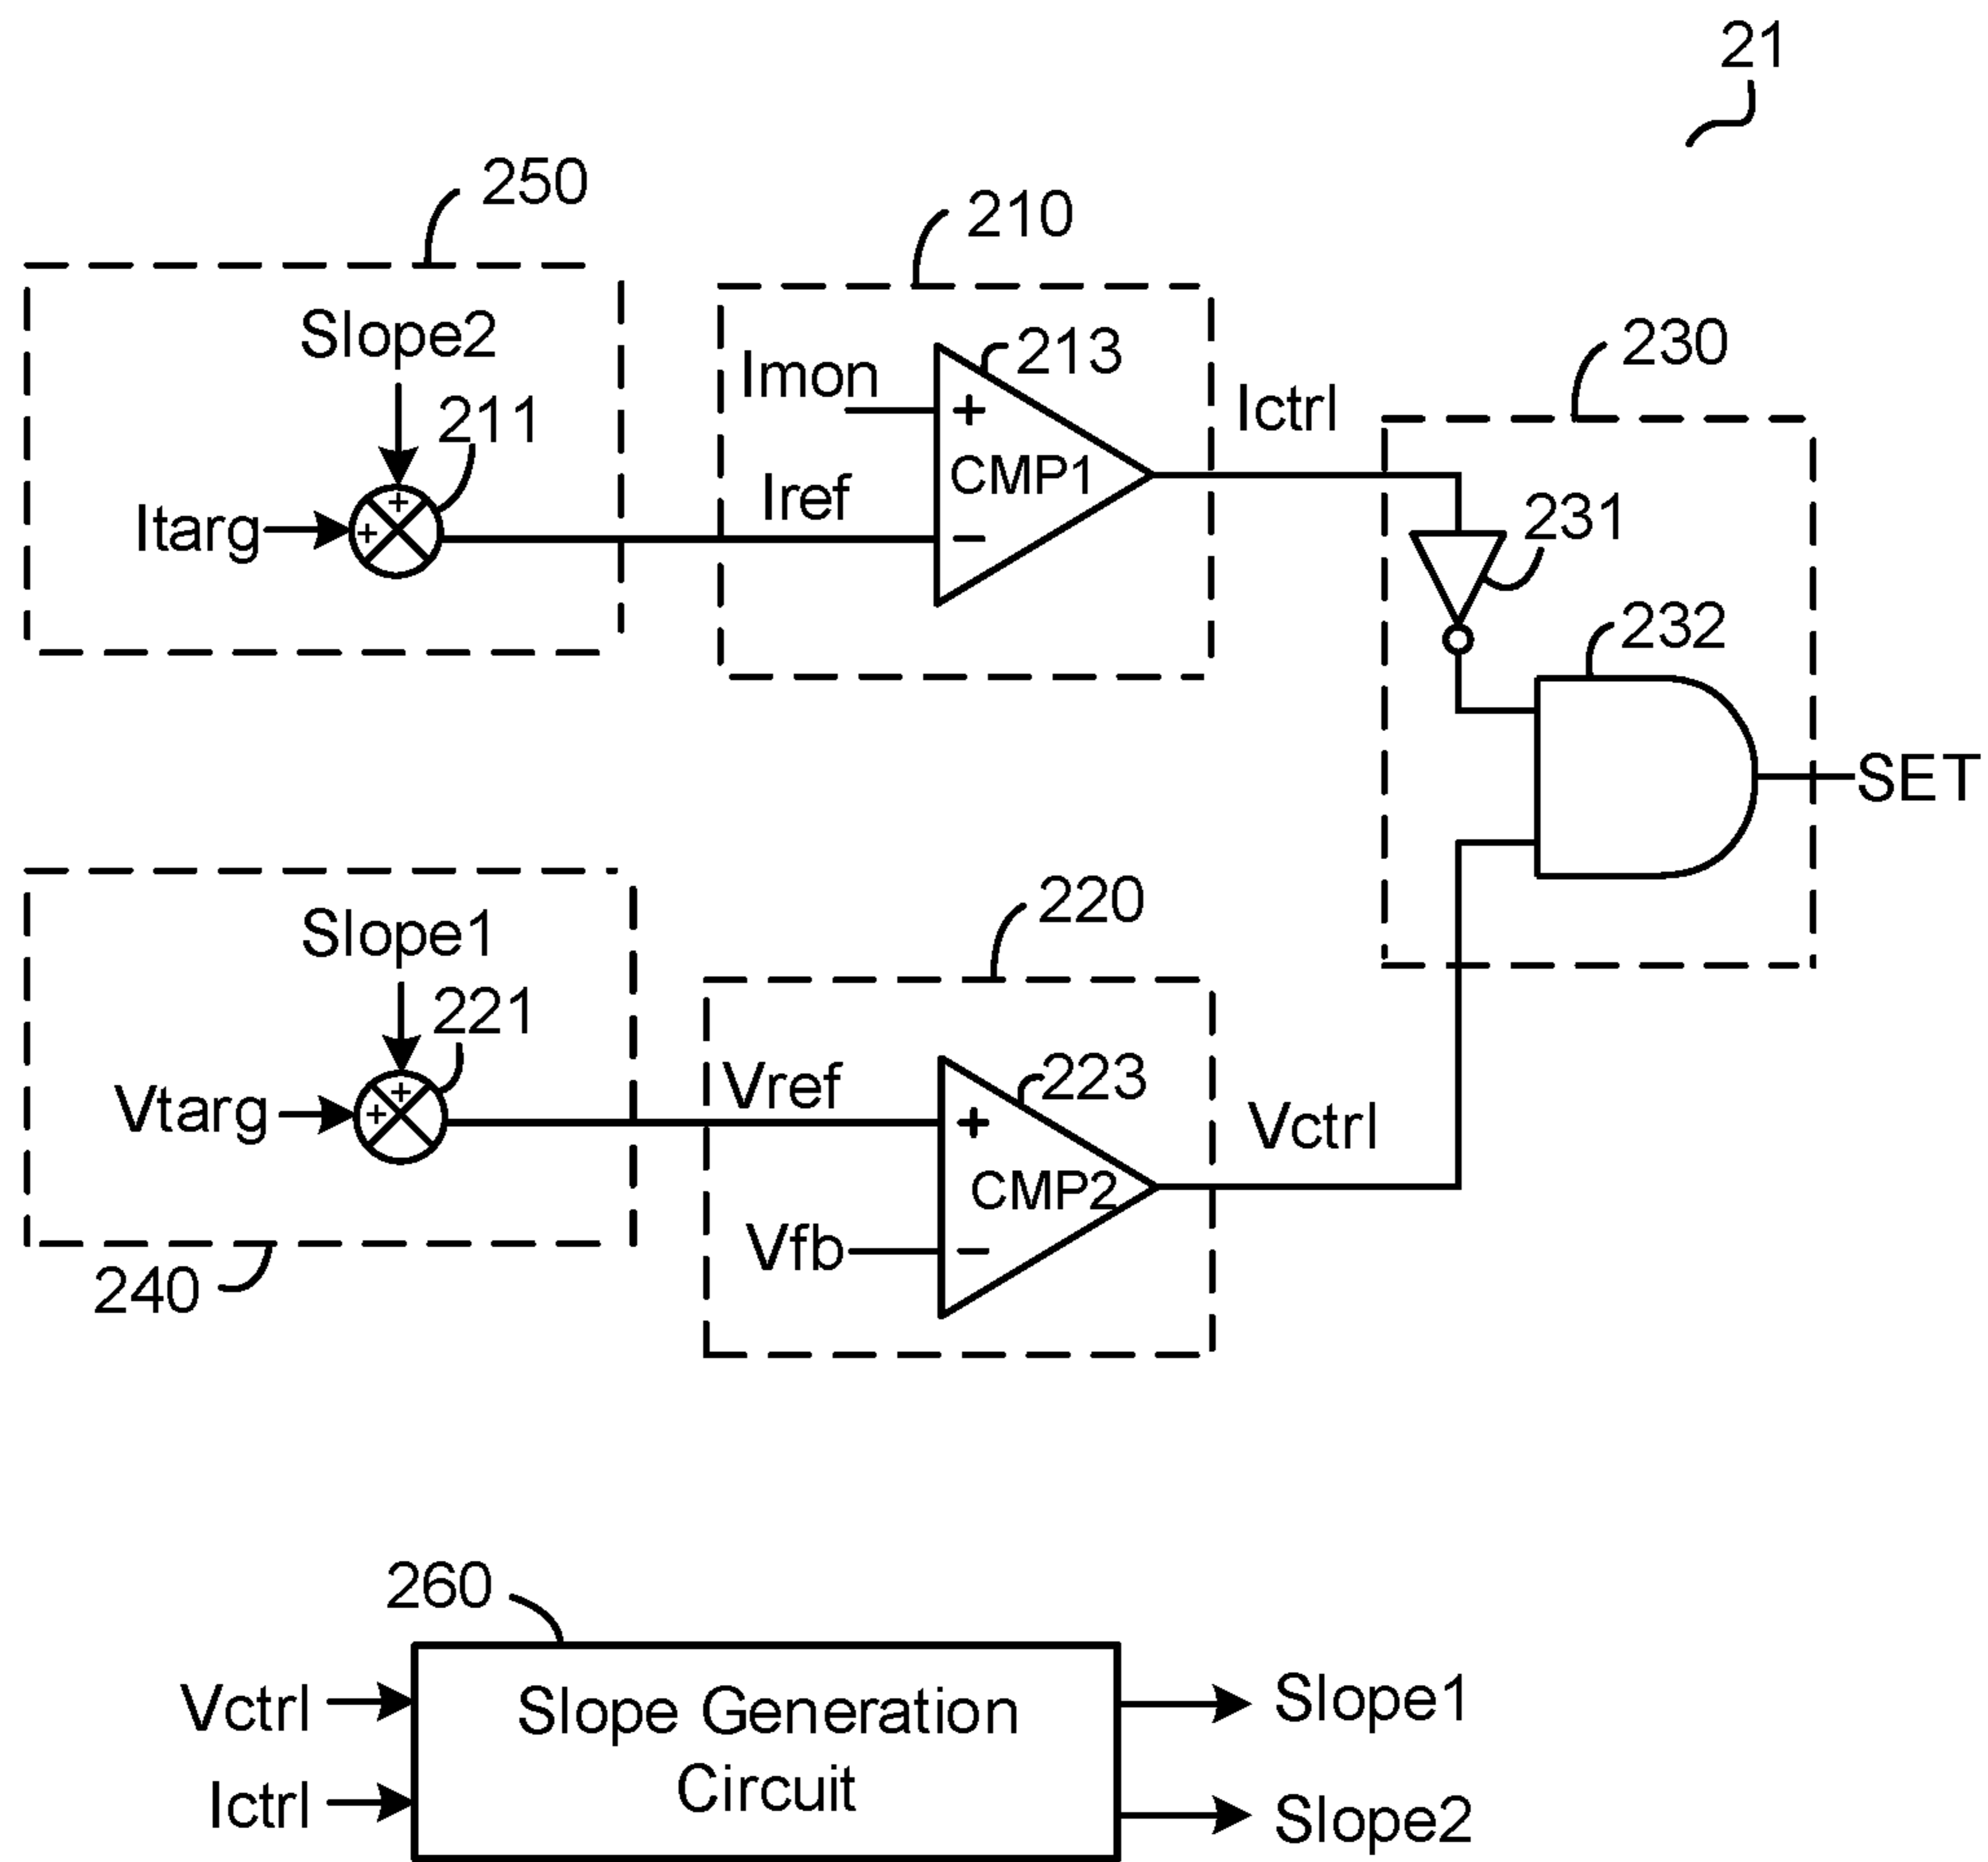 21
250
210
Slope2
213
230
Imon
+
Ictrl
211
CMP1
+
Iref
Itarg
+
−
231
232
SET
220
Slope1
221
223
Vref
+
Vtarg
+
+
Vctrl
CMP2
Vfb
−
240
260
Vctrl
Slope Generation
Circuit
Slope1
Ictrl
Slope2